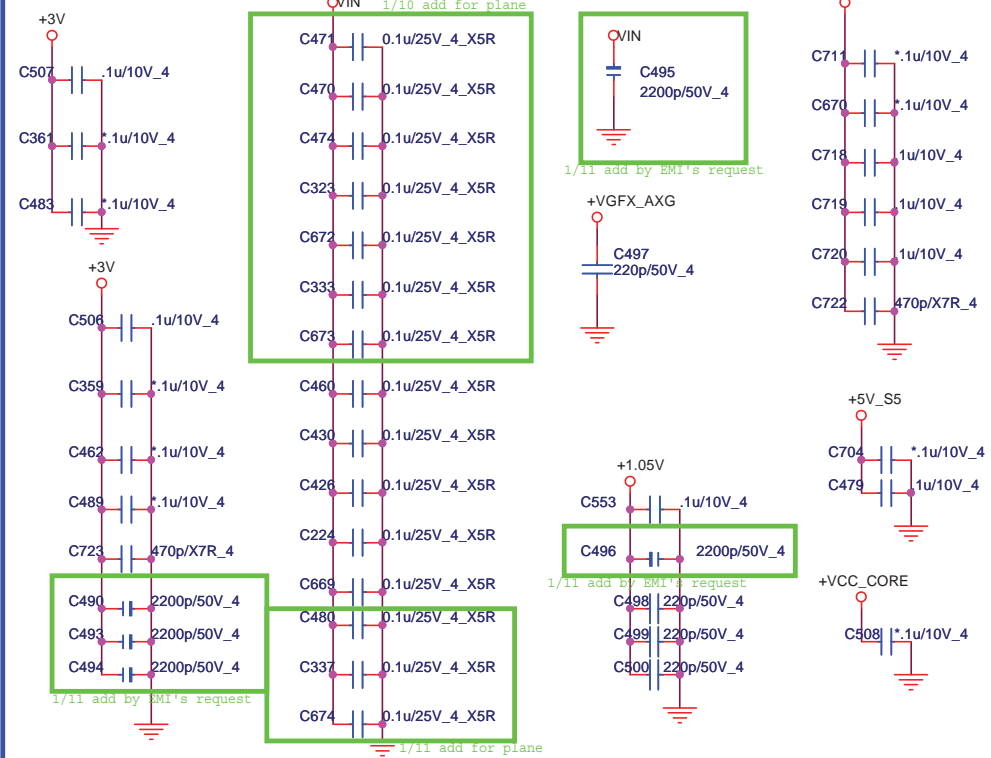 +3V
C507 .1u/10V_4
C361 *.1u/10V_4
C483 *.1u/10V_4
+3V
C506 .1u/10V_4
C359 *.1u/10V_4
C462 *.1u/10V_4
C489 *.1u/10V_4
C723 470p/X7R_4
C490 2200p/50V_4
C493 2200p/50V_4
C494 2200p/50V_4
1/11 add by EMI's request
VIN
1/10 add for plane
C471 0.1u/25V_4_X5R
C470 0.1u/25V_4_X5R
C474 0.1u/25V_4_X5R
C323 0.1u/25V_4_X5R
C672 0.1u/25V_4_X5R
C333 0.1u/25V_4_X5R
C673 0.1u/25V_4_X5R
C460 0.1u/25V_4_X5R
C430 0.1u/25V_4_X5R
C426 0.1u/25V_4_X5R
C224 0.1u/25V_4_X5R
C669 0.1u/25V_4_X5R
C480 0.1u/25V_4_X5R
C337 0.1u/25V_4_X5R
C674 0.1u/25V_4_X5R
1/11 add for plane
VIN
C495
2200p/50V_4
1/11 add by EMI's request
+VGFX_AXG
C497
220p/50V_4
+1.05V
C553 .1u/10V_4
C496 2200p/50V_4
1/11 add by EMI's request
C498 220p/50V_4
C499 220p/50V_4
C500 220p/50V_4
C711 *.1u/10V_4
C670 *.1u/10V_4
C718 .1u/10V_4
C719 .1u/10V_4
C720 .1u/10V_4
C722 470p/X7R_4
+5V_S5
C704 *.1u/10V_4
C479 .1u/10V_4
+VCC_CORE
C508 *.1u/10V_4